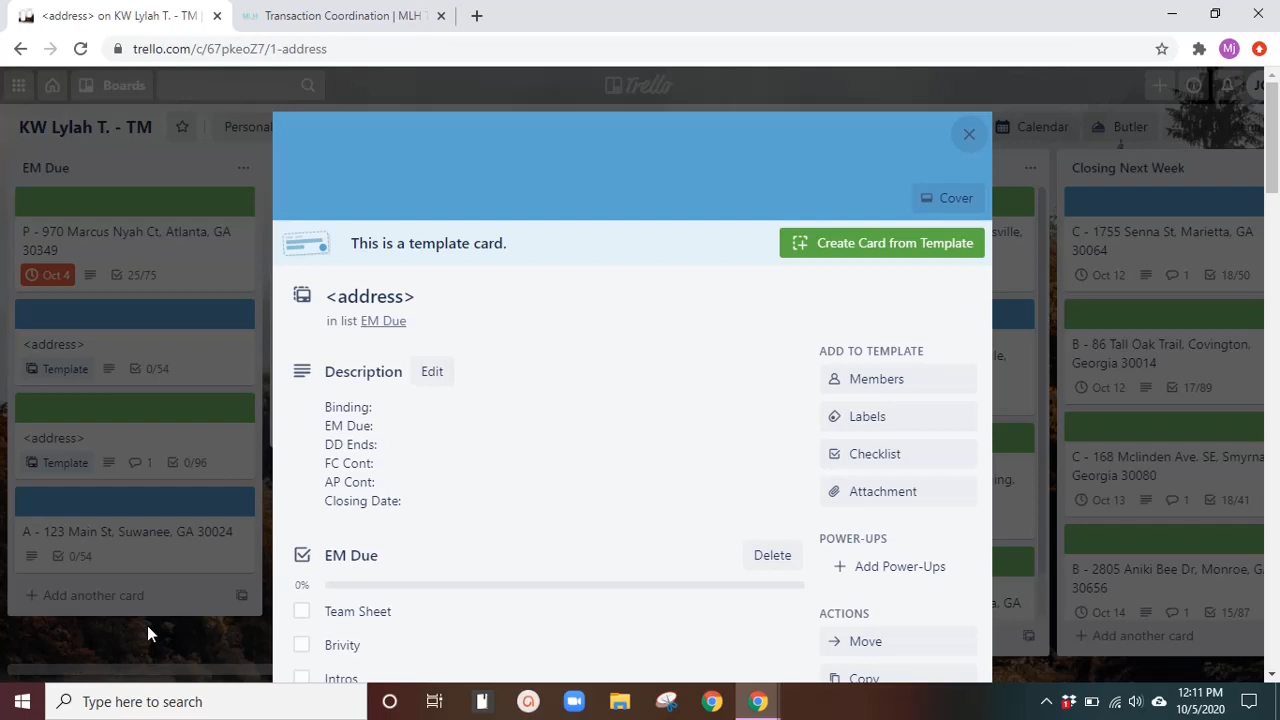 <address> on KW Lylah T. - TM |
Transaction Coordination | MLH T
trello.com/c/67pkeoZ7/1-address
Mj
Boards
Trello
KW Lylah T. - TM
Personal
Calendar
Butler
EM Due
P - 970 Marcus Nyah Ct, Atlanta, GA
30349
Oct 4
25/75
<address>
Template
0/54
<address>
Template
1
0/96
A - 123 Main St, Suwanee, GA 30024
0/54
+ Add another card
Cover
This is a template card.
Create Card from Template
<address>
in list EM Due
Description
Edit
Binding:
EM Due:
DD Ends:
FC Cont:
AP Cont:
Closing Date:
EM Due
Delete
0%
Team Sheet
Brivity
Intros
ADD TO TEMPLATE
Members
Labels
Checklist
Attachment
POWER-UPS
+ Add Power-Ups
ACTIONS
Move
Copy
Closing Next Week
C - 1755 Senna St, Marietta. GA
30064
Oct 12
1
18/50
B - 86 Tall Oak Trail, Covington.
Georgia 30014
Oct 12
1
17/89
C - 168 Mclinden Ave. SE, Smyrna
Georgia 30080
Oct 13
1
18/41
B - 2805 Aniki Bee Dr, Monroe, G
30656
Oct 14
1
15/87
+ Add another card
Type here to search
12:11 PM
10/5/2020